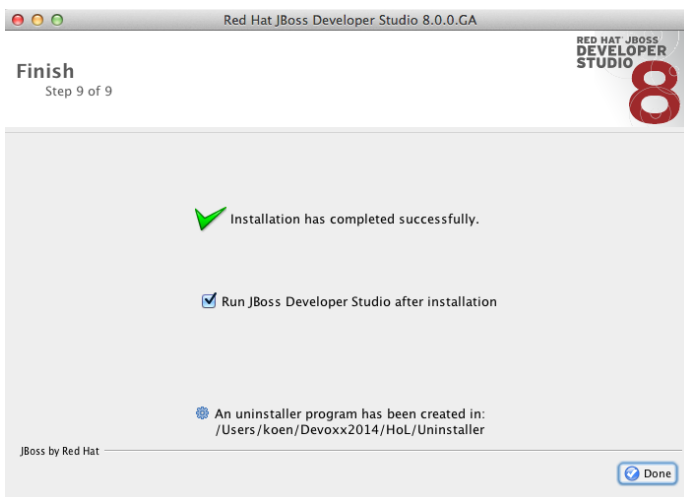 Red Hat JBoss Developer Studio 8.0.0.GA
RED HAT JBOSS
DEVELOPER
STUDIO
8
Finish
Step 9 of 9
Installation has completed successfully.
Run JBoss Developer Studio after installation
An uninstaller program has been created in:
/Users/koen/Devoxx2014/HoL/Uninstaller
JBoss by Red Hat
Done